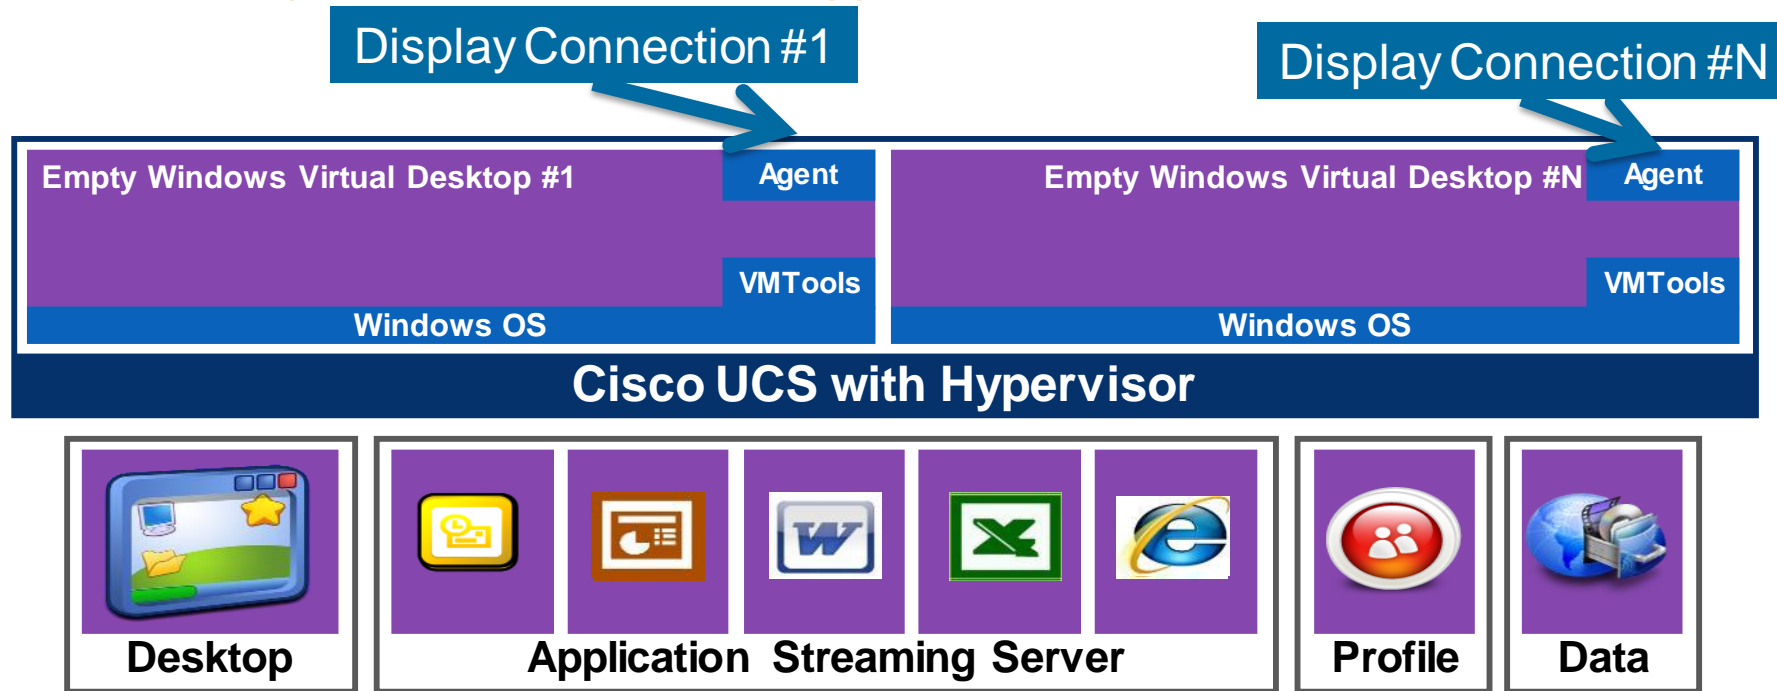 Display Connection #1
Display Connection #N
Empty Windows Virtual Desktop #1
Agent
Empty Windows Virtual Desktop #N
Agent
VMTools
VMTools
Windows OS
Windows OS
Cisco UCS with Hypervisor
W
X
e
Desktop
Application Streaming Server
Profile
Data